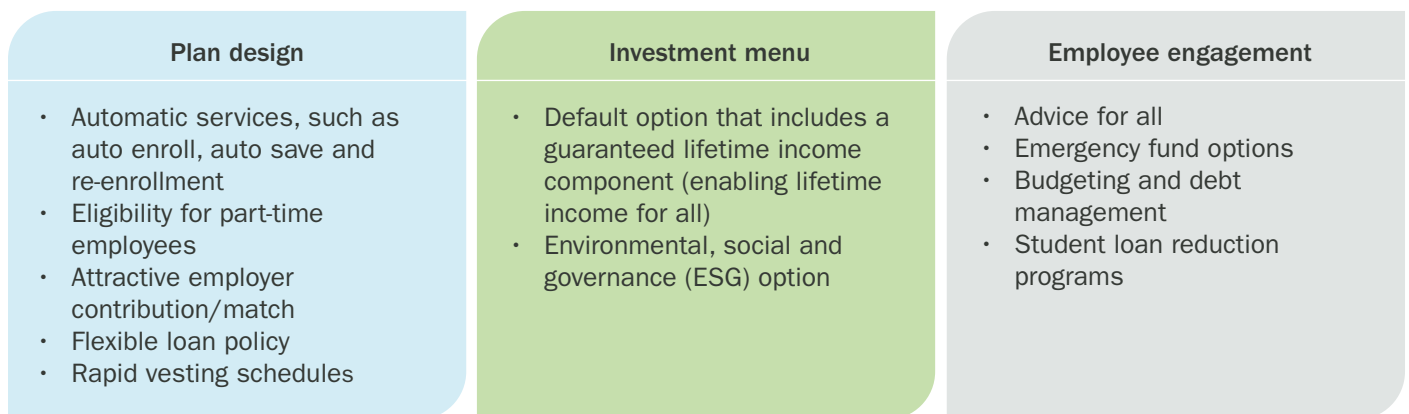 Plan design
• Automatic services, such as
auto enroll, auto save and
re-enrollment
• Eligibility for part-time
employees
• Attractive employer
contribution/match
• Flexible loan policy
• Rapid vesting schedules
Investment menu
• Default option that includes a
guaranteed lifetime income
component (enabling lifetime
income for all)
• Environmental, social and
governance (ESG) option
Employee engagement
• Advice for all
• Emergency fund options
• Budgeting and debt
management
• Student loan reduction
programs